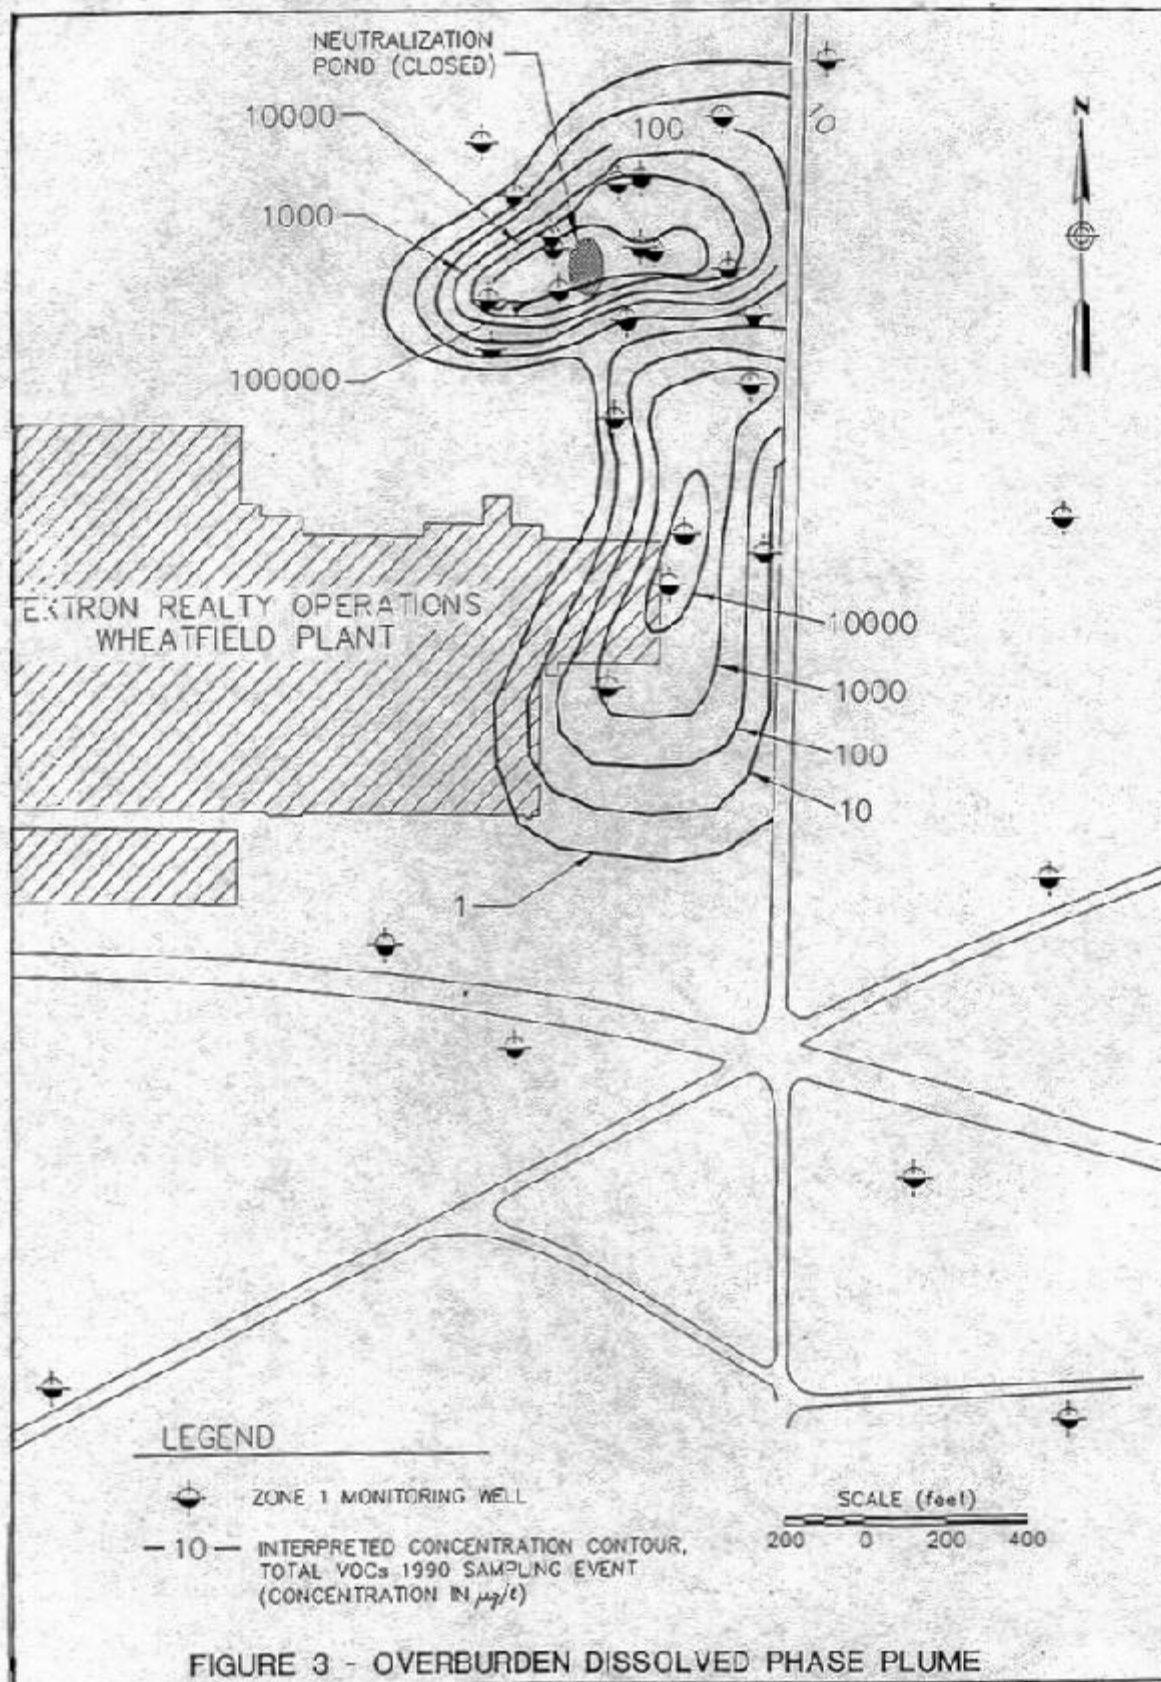 NEUTRALIZATION
POND (CLOSED)
10000
1000
100000
100
10
N
EXTRON REALTY OPERATIONS
WHEATFIELD PLANT
10000
1000
100
10
1
LEGEND
ZONE 1 MONITORING WELL
— 10 — INTERPRETED CONCENTRATION CONTOUR,
TOTAL VOCs 1990 SAMPLING EVENT
(CONCENTRATION IN µg/ℓ)
SCALE (feet)
200 0 200 400
FIGURE 3 - OVERBURDEN DISSOLVED PHASE PLUME